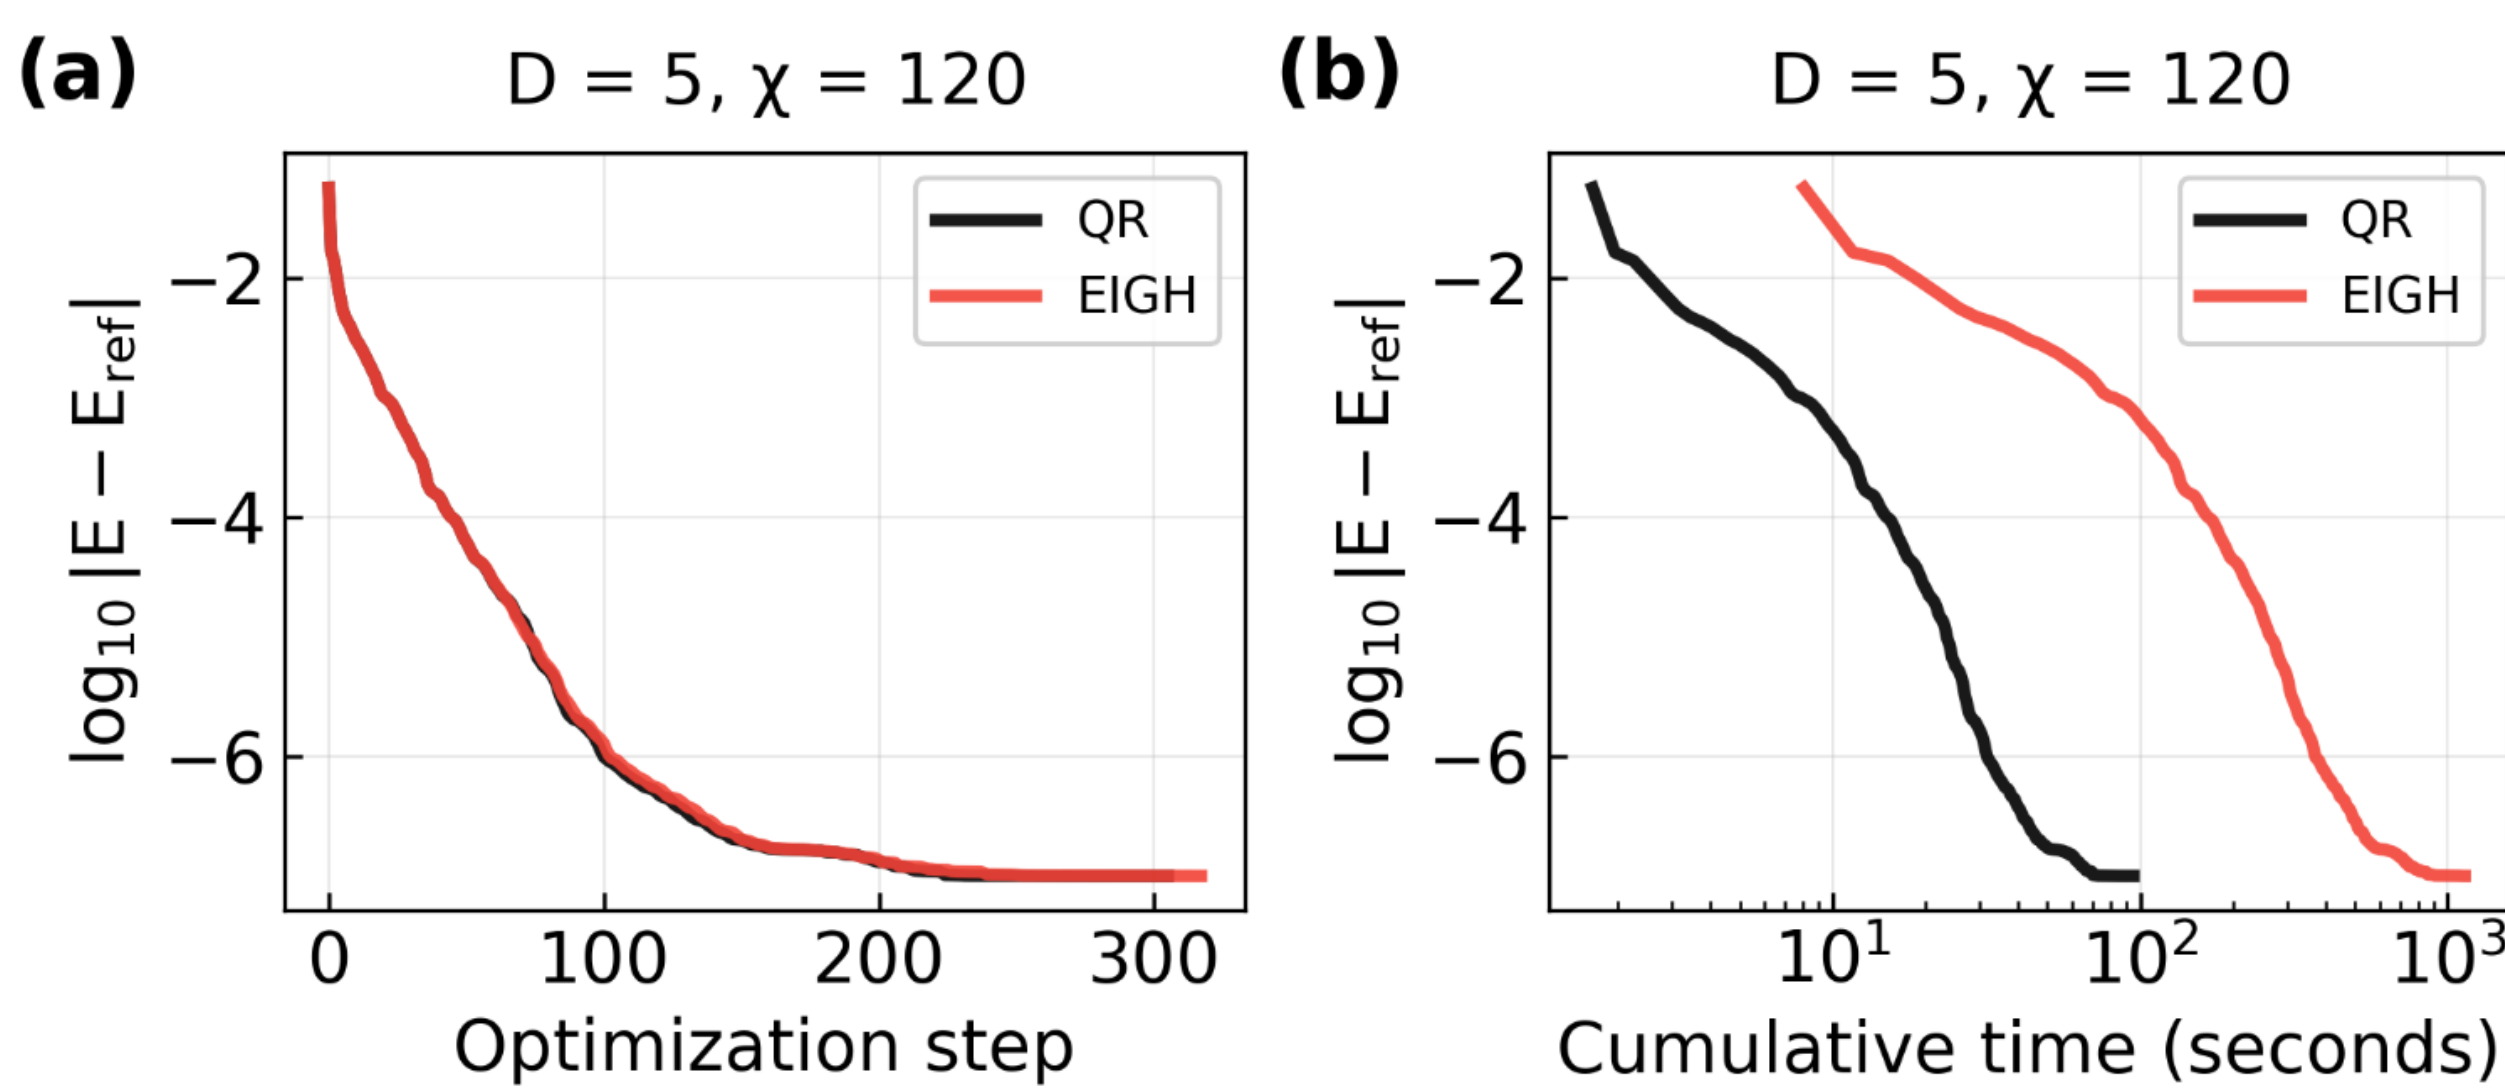 (a)
D = 5, χ = 120
log₁₀ |E − E_ref|
−2
−4
−6
QR
EIGH
0 100 200 300
Optimization step
(b)
D = 5, χ = 120
log₁₀ |E − E_ref|
−2
−4
−6
QR
EIGH
10¹ 10² 10³
Cumulative time (seconds)